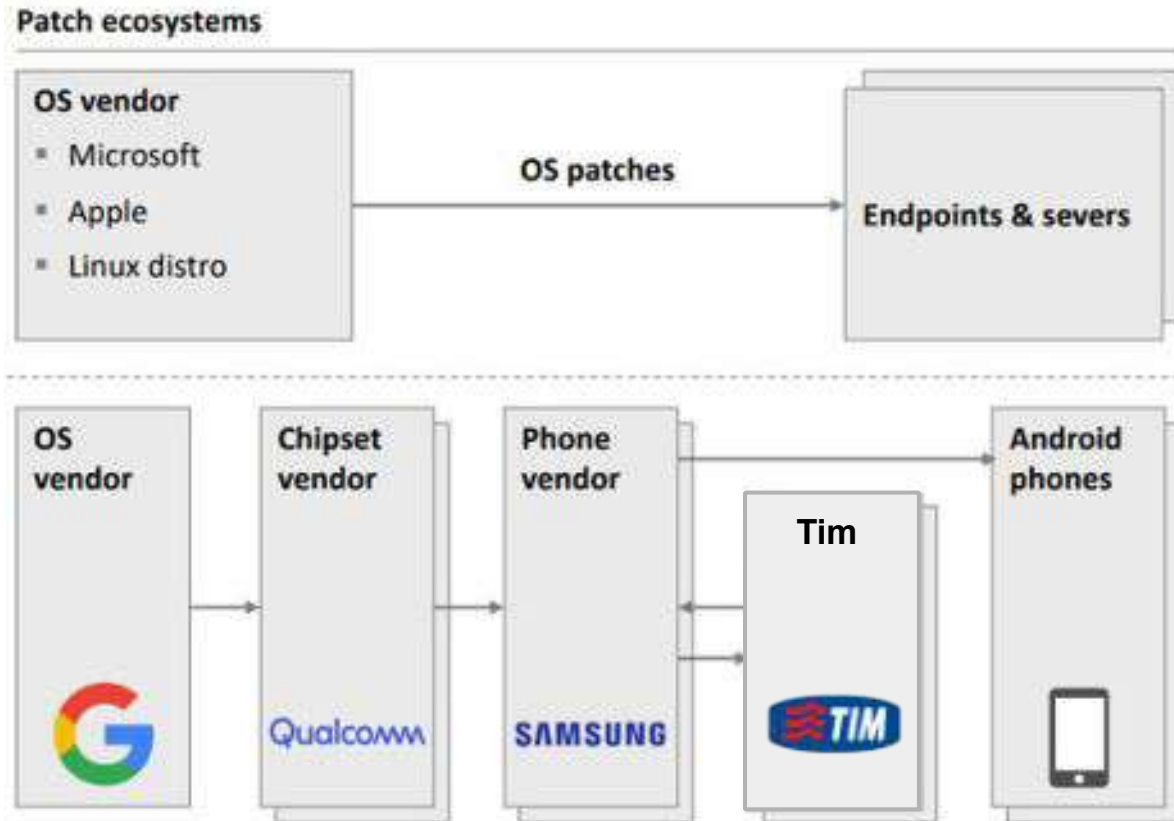 Patch ecosystems
OS vendor
▪ Microsoft
▪ Apple
▪ Linux distro
OS patches
Endpoints & severs
OS
vendor
Chipset
vendor
Qualcomm
Phone
vendor
SAMSUNG
Tim
TIM
Android
phones